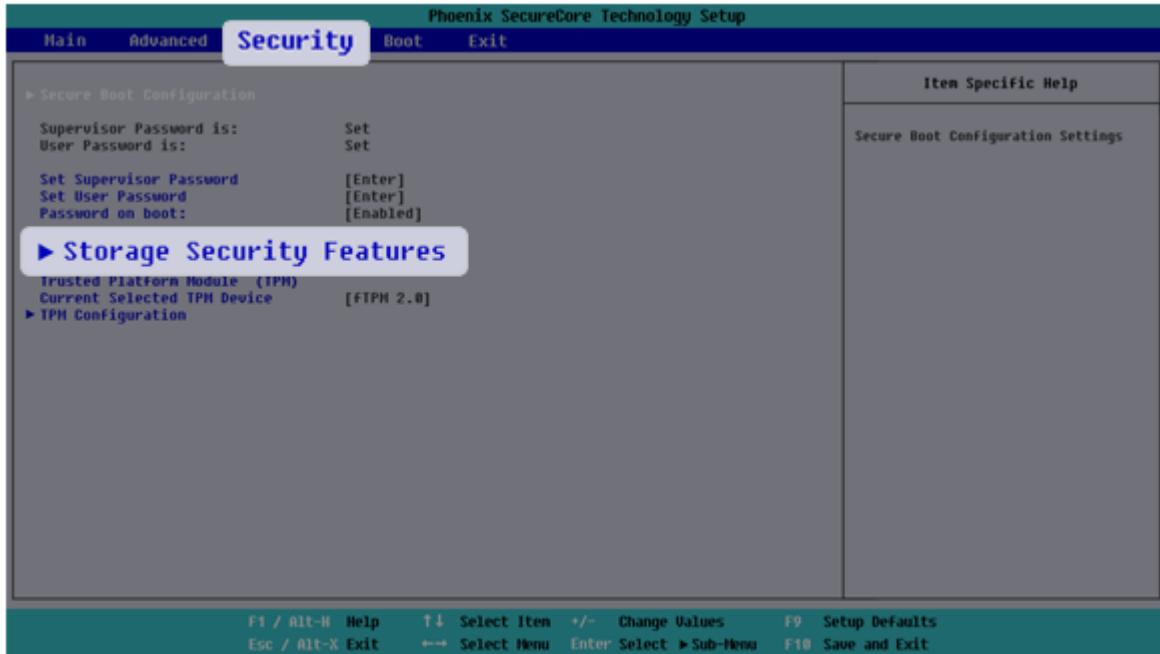 Phoenix SecureCore Technology Setup
Main Advanced Security Boot Exit
▶ Secure Boot Configuration
Item Specific Help
Supervisor Password is: Set
Secure Boot Configuration Settings
User Password is: Set
Set Supervisor Password [Enter]
Set User Password [Enter]
Password on boot: [Enabled]
▶ Storage Security Features
Trusted Platform Module (TPM)
Current Selected TPM Device [fTPM 2.0]
▶ TPM Configuration
F1 / Alt-H Help ↑↓ Select Item +/- Change Values F9 Setup Defaults
Esc / Alt-X Exit ←→ Select Menu Enter Select ▶ Sub-Menu F10 Save and Exit